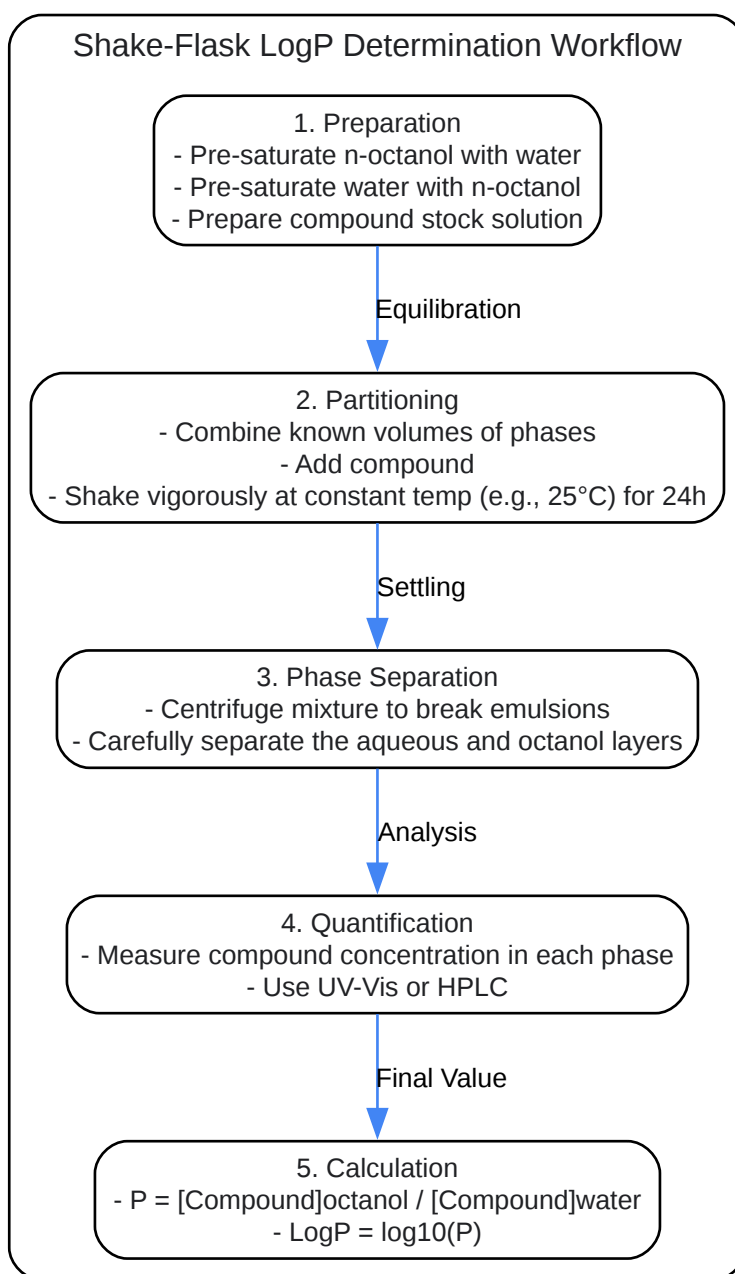 Shake-Flask LogP Determination Workflow
1. Preparation
- Pre-saturate n-octanol with water
- Pre-saturate water with n-octanol
- Prepare compound stock solution
Equilibration
2. Partitioning
- Combine known volumes of phases
- Add compound
- Shake vigorously at constant temp (e.g., 25°C) for 24h
Settling
3. Phase Separation
- Centrifuge mixture to break emulsions
- Carefully separate the aqueous and octanol layers
Analysis
4. Quantification
- Measure compound concentration in each phase
- Use UV-Vis or HPLC
Final Value
5. Calculation
- P = [Compound]octanol / [Compound]water
- LogP = log10(P)